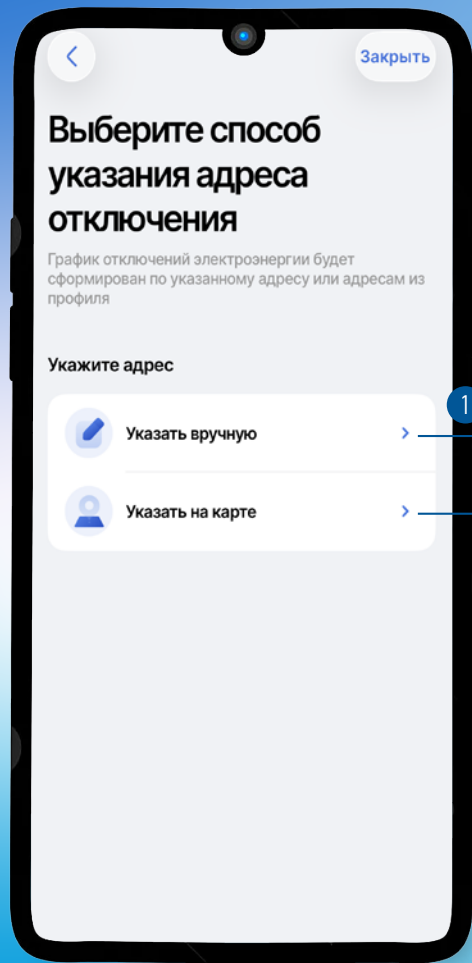 Закрыть
Выберите способ
указания адреса
отключения
График отключений электроэнергии будет
сформирован по указанному адресу или адресам из
профиля
Укажите адрес
1
Указать вручную
Указать на карте